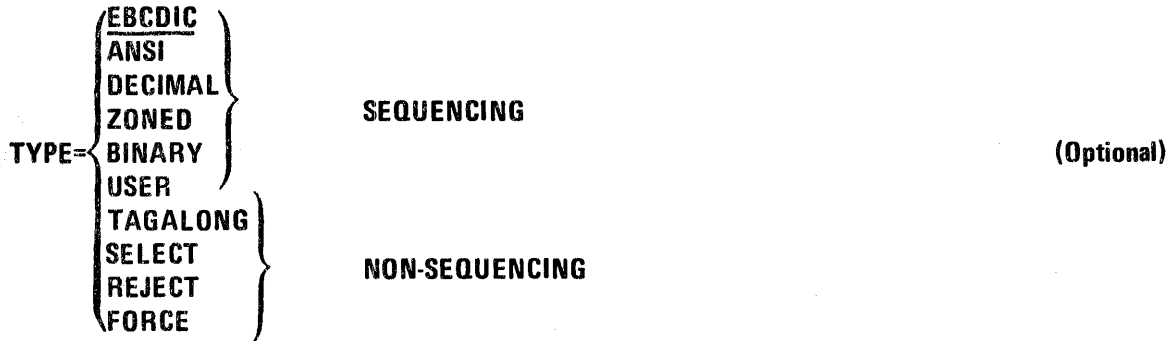 EBCDIC
ANSI
DECIMAL
ZONED SEQUENCING
TYPE= BINARY (Optional)
USER
TAGALONG
SELECT NON-SEQUENCING
REJECT
FORCE